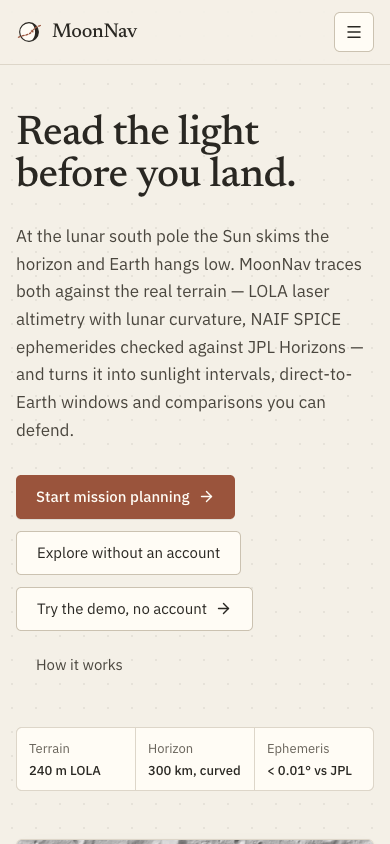 MoonNav
Read the light
before you land.
At the lunar south pole the Sun skims the
horizon and Earth hangs low. MoonNav traces
both against the real terrain — LOLA laser
altimetry with lunar curvature, NAIF SPICE
ephemerides checked against JPL Horizons —
and turns it into sunlight intervals, direct-to-
Earth windows and comparisons you can
defend.
Start mission planning →
Explore without an account
Try the demo, no account →
How it works
Terrain
240 m LOLA
Horizon
300 km, curved
Ephemeris
< 0.01° vs JPL